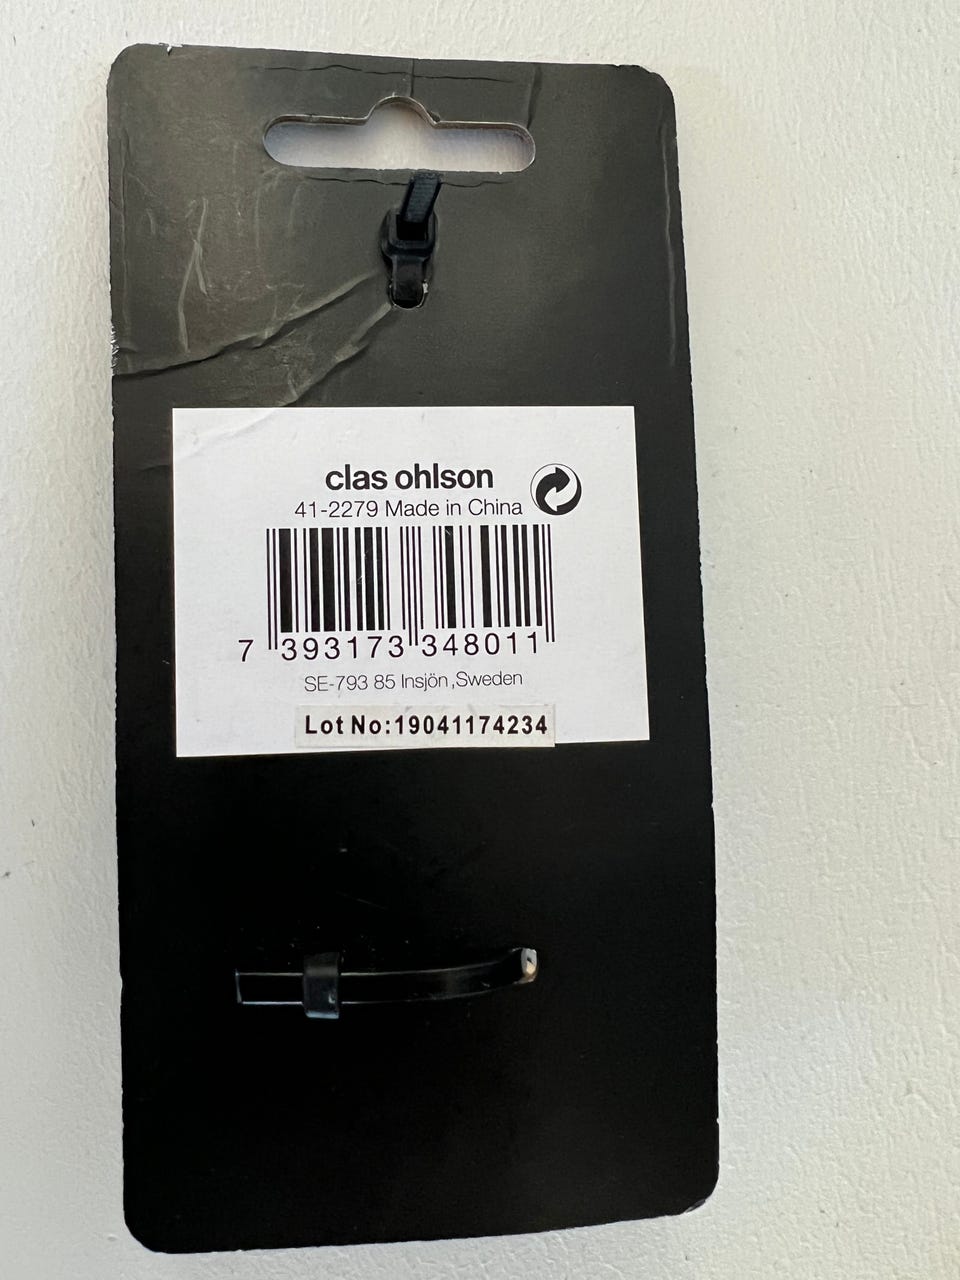 clas ohlson
41-2279 Made in China
7 393173 348011
SE-793 85 Insjön ,Sweden
Lot No:19041174234